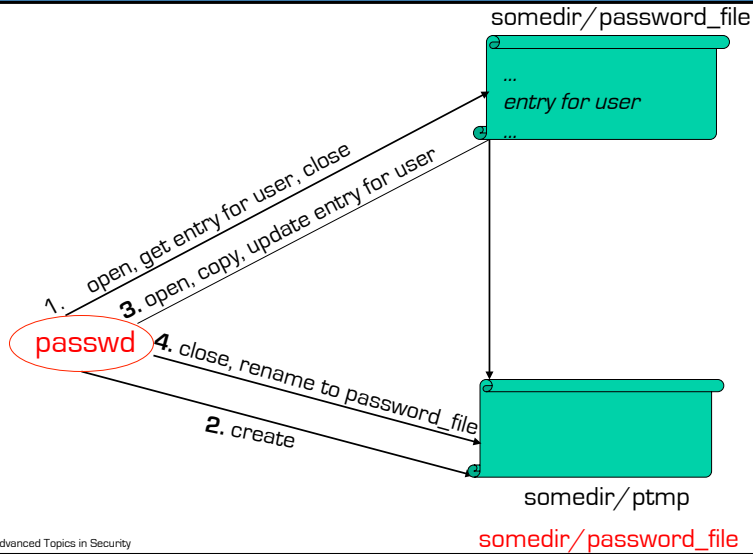 somedir/password_file
...
entry for user
...
1. open, get entry for user, close
3. open, copy, update entry for user
passwd
4. close, rename to password_file
2. create
somedir/ptmp
dvanced Topics in Security
somedir/password_file